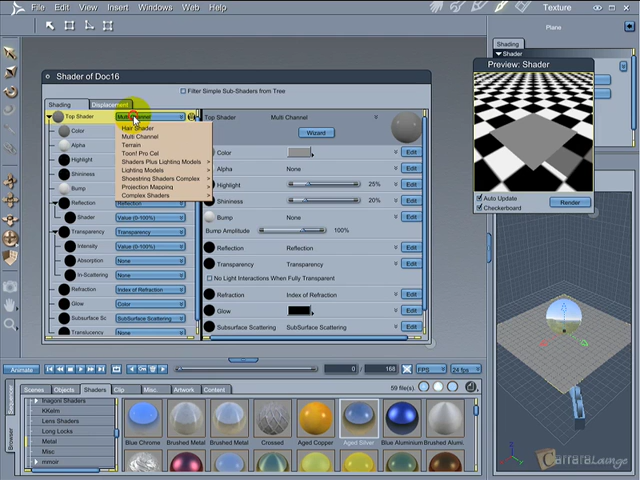 File Edit View Insert Windows Web Help
Texture
Shader of Doc16
Filter Simple Sub-Shaders from Tree
Shading Displacement
Top Shader
Hair Shader
Multi Channel
Terrain
Toon! Pro Cel
Shaders Plus Lighting Models
Lighting Models
Shoestring Shaders Complex
Projection Mapping
Complex Shaders
Color
Alpha
Highlight
Shininess
Bump
Reflection Reflection
Shader Value (0-100%)
Transparency Transparency
Intensity Value (0-100%)
Absorption None
In-Scattering None
Refraction Index of Refraction
Glow Color
Subsurface Sc SubSurface Scattering
Translucency None
Top Shader Multi Channel
Wizard
Color Edit
Alpha None Edit
Highlight 25% Edit
Shininess 20% Edit
Bump None Edit
Bump Amplitude 100%
Reflection Reflection Edit
Transparency Transparency Edit
No Light Interactions When Fully Transparent
Refraction Index of Refraction Edit
Glow Edit
Subsurface Scattering SubSurface Scattering Edit
Plane
Shading
Shader
Preview: Shader
Auto Update
Checkerboard
Render
Animate
0 / 168 FPS 24 fps
Sequencer
Browser
Scenes Objects Shaders Clip Misc. Artwork Content
59 file(s).
Inagoni Shaders
KKelm
Lens Shaders
Long Locks
Metal
Misc
mmoir
Blue Chrome Brushed Metal Brushed Metal Crossed Aged Copper Aged Silver Blue Aluminium Brushed Alumi.